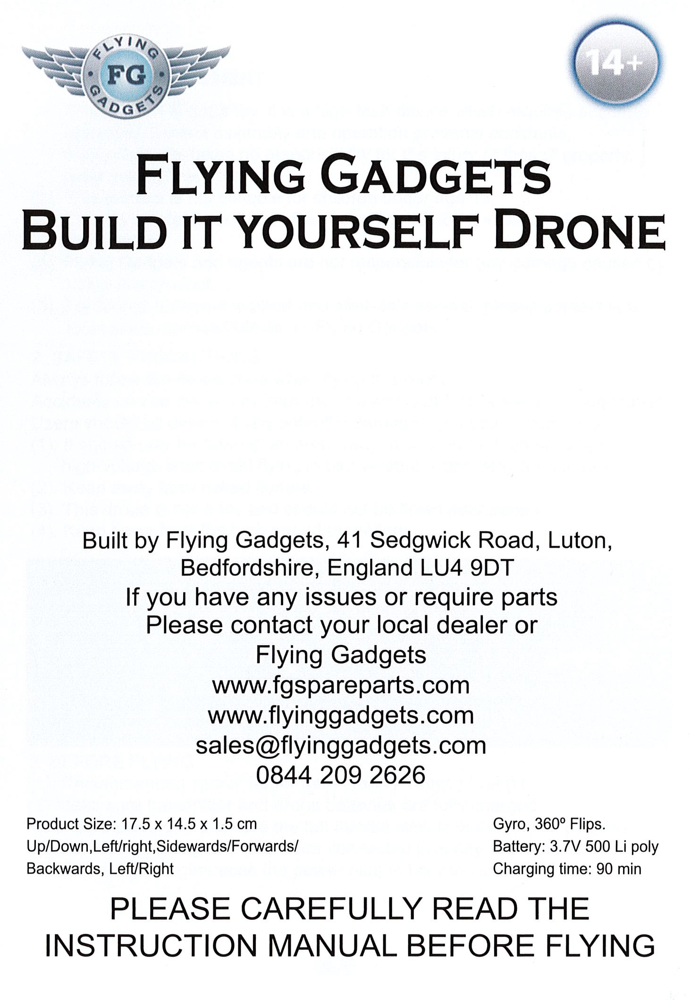 FLYING GADGETS
FG
14+
FLYING GADGETS
BUILD IT YOURSELF DRONE
Built by Flying Gadgets, 41 Sedgwick Road, Luton,
Bedfordshire, England LU4 9DT
If you have any issues or require parts
Please contact your local dealer or
Flying Gadgets
www.fgspareparts.com
www.flyinggadgets.com
sales@flyinggadgets.com
0844 209 2626
Product Size: 17.5 x 14.5 x 1.5 cm
Up/Down,Left/right,Sidewards/Forwards/
Backwards, Left/Right
Gyro, 360º Flips.
Battery: 3.7V 500 Li poly
Charging time: 90 min
PLEASE CAREFULLY READ THE
INSTRUCTION MANUAL BEFORE FLYING